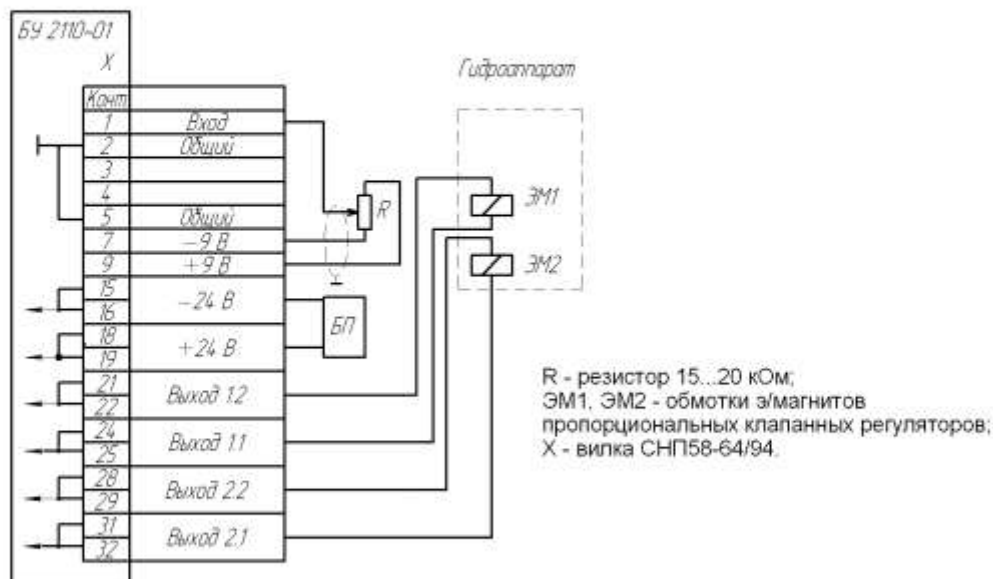 БУ 2110-01
X
Конт
1 Вход
2 Общий
3
4
5 Общий
7 -9 В
9 +9 В
15
16
-24 В
18
19
+24 В
21
22
Выход 1.2
24
25
Выход 1.1
28
29
Выход 2.2
31
32
Выход 2.1
R
БП
Гидроаппарат
ЭМ1
ЭМ2
R - резистор 15...20 кОм;
ЭМ1, ЭМ2 - обмотки э/магнитов
пропорциональных клапанных регуляторов;
X - вилка СНП58-64/94.